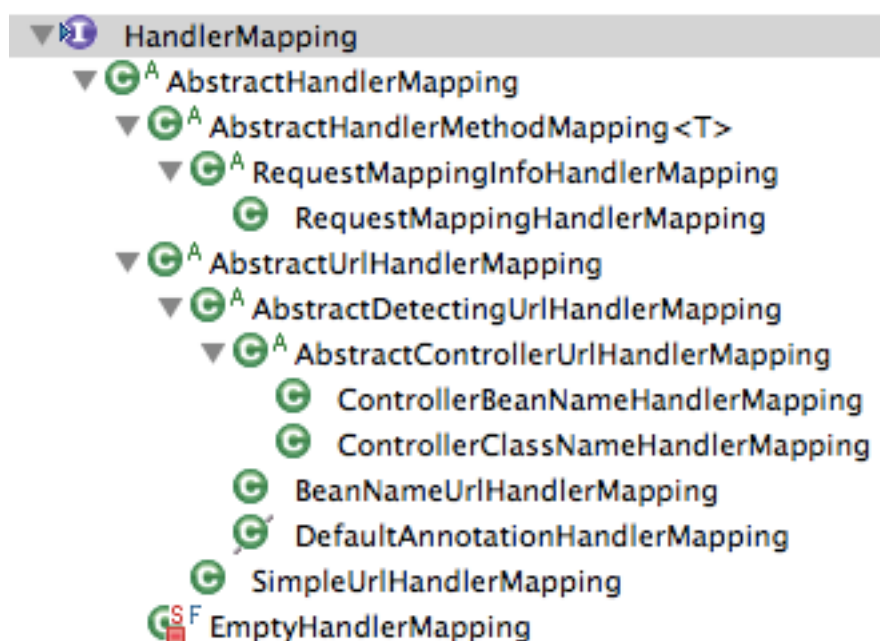 HandlerMapping
A AbstractHandlerMapping
A AbstractHandlerMethodMapping<T>
A RequestMappingInfoHandlerMapping
RequestMappingHandlerMapping
A AbstractUrlHandlerMapping
A AbstractDetectingUrlHandlerMapping
A AbstractControllerUrlHandlerMapping
ControllerBeanNameHandlerMapping
ControllerClassNameHandlerMapping
BeanNameUrlHandlerMapping
DefaultAnnotationHandlerMapping
SimpleUrlHandlerMapping
S F EmptyHandlerMapping